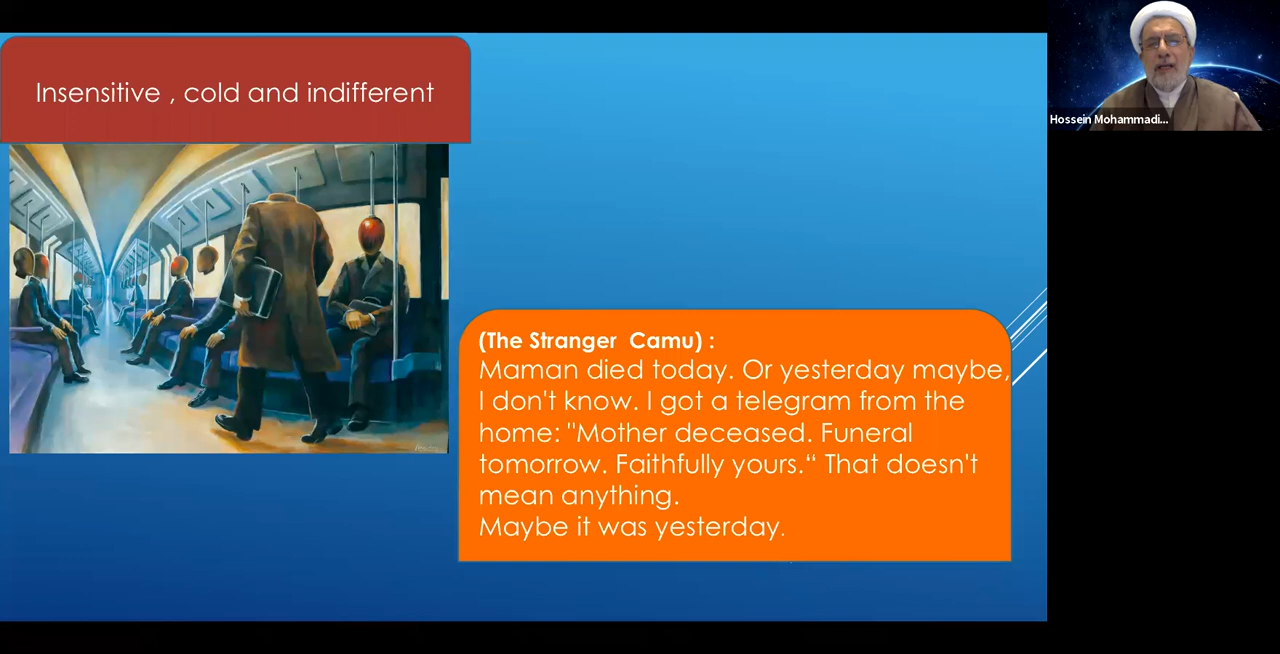 Insensitive , cold and indifferent
Hossein Mohammadi...
(The Stranger  Camu) :
Maman died today. Or yesterday maybe,
I don't know. I got a telegram from the
home: "Mother deceased. Funeral
tomorrow. Faithfully yours.“ That doesn't
mean anything.
Maybe it was yesterday.